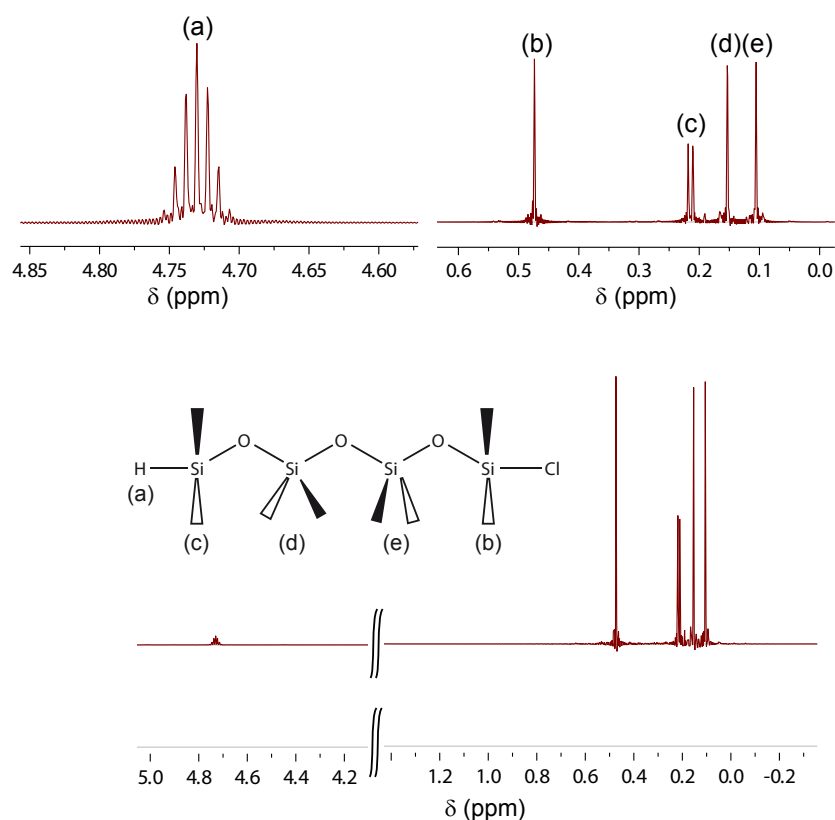 (a)
(b)
(c)
(d)(e)
4.85 4.80 4.75 4.70 4.65 4.60
δ (ppm)
0.6 0.5 0.4 0.3 0.2 0.1 0.0
δ (ppm)
O O O
H Si Si Si Si Cl
(a)
(c) (d) (e) (b)
5.0 4.8 4.6 4.4 4.2 1.2 1.0 0.8 0.6 0.4 0.2 0.0 -0.2
δ (ppm)